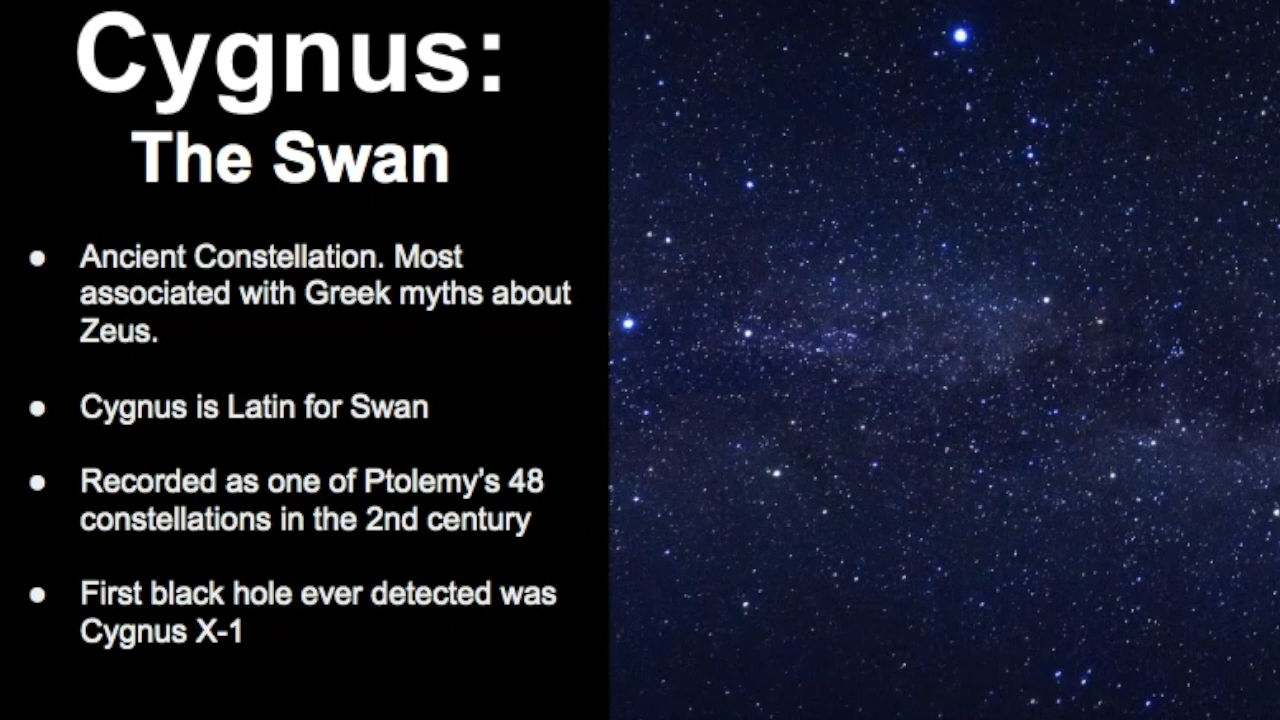 Cygnus:
The Swan
● Ancient Constellation. Most
associated with Greek myths about
Zeus.
● Cygnus is Latin for Swan
● Recorded as one of Ptolemy’s 48
constellations in the 2nd century
● First black hole ever detected was
Cygnus X-1